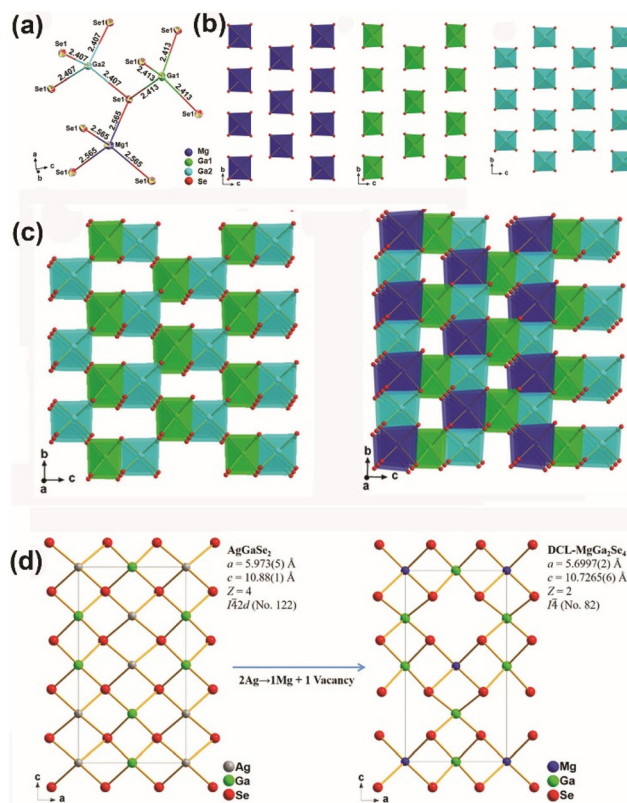 (a)
Se1
Se1
Se1
2.407
2.407
2.407
Ga2
2.407
Se1
2.413
2.413
Ga1
2.413
2.413
Se1
Se1
Se1
2.565
Se1
2.565
2.565
2.565
Mg1
Se1
Se1
a
c
b
Mg
Ga1
Ga2
Se
(b)
b
c
b
c
b
c
(c)
b
a
c
b
a
c
(d)
AgGaSe2
a = 5.973(5) Å
c = 10.88(1) Å
Z = 4
I4̅2d (No. 122)
2Ag→1Mg + 1 Vacancy
DCL-MgGa2Se4
a = 5.6997(2) Å
c = 10.7265(6) Å
Z = 2
I4̅ (No. 82)
c
a
Ag
Ga
Se
c
a
Mg
Ga
Se